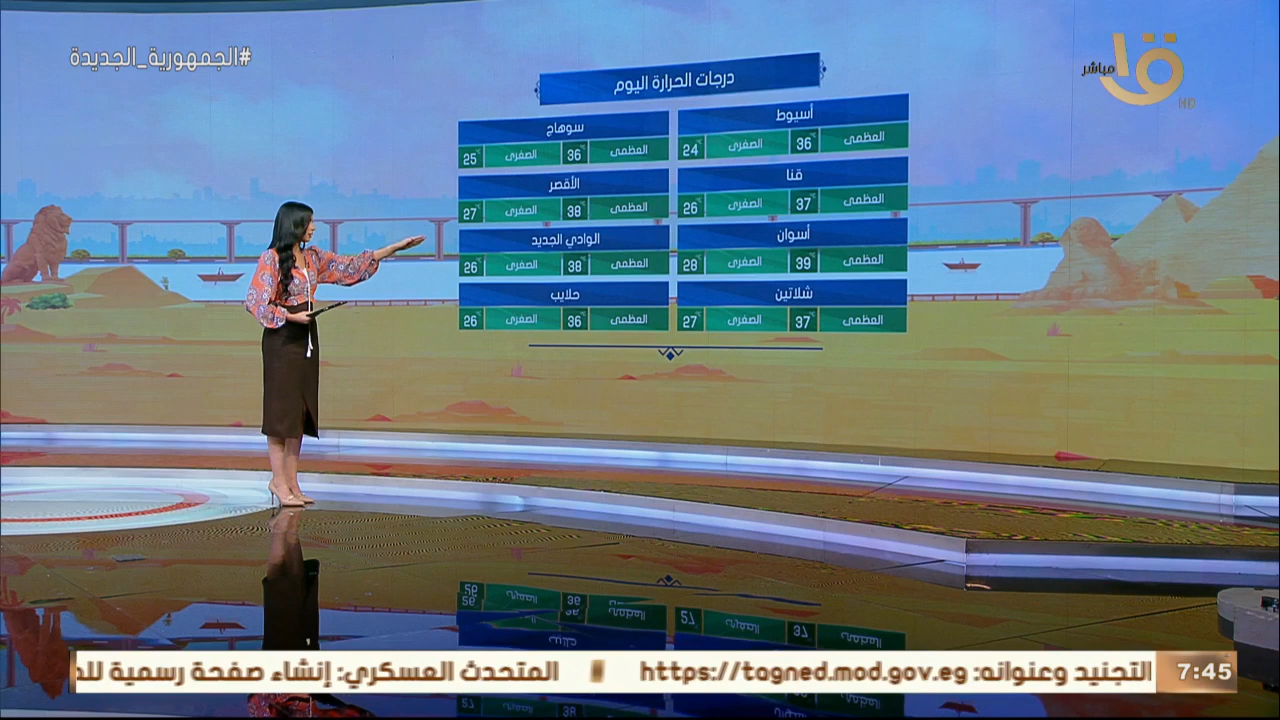 #الجمهورية_الجديدة
مباشر
HD
درجات الحرارة اليوم
أسيوط
العظمى 36°C الصغرى 24°C
سوهاج
العظمى 36°C الصغرى 25°C
قنا
العظمى 37°C الصغرى 26°C
الأقصر
العظمى 38°C الصغرى 27°C
أسوان
العظمى 39°C الصغرى 28°C
الوادي الجديد
العظمى 38°C الصغرى 26°C
شلاتين
العظمى 37°C الصغرى 27°C
حلايب
العظمى 36°C الصغرى 26°C
7:45 التجنيد وعنوانه: https://tagned.mod.gov.eg المتحدث العسكري: إنشاء صفحة رسمية للد